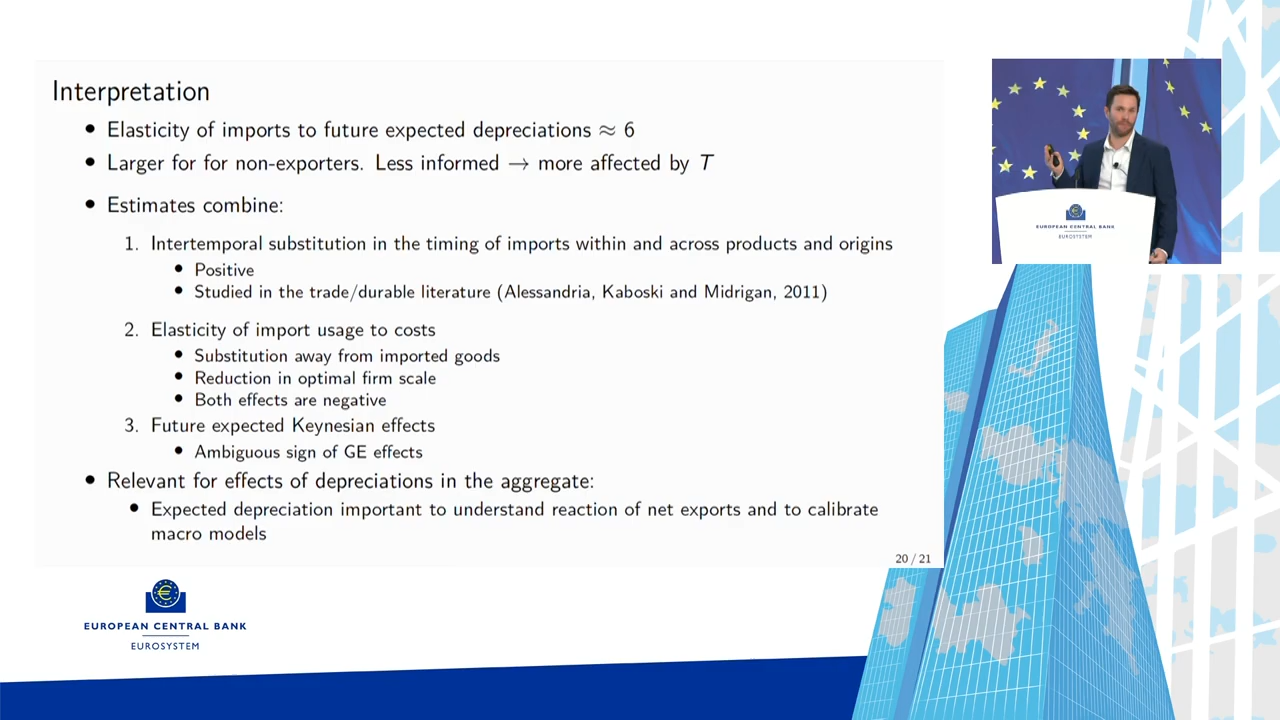 Interpretation
• Elasticity of imports to future expected depreciations ≈ 6
• Larger for for non-exporters. Less informed → more affected by T
• Estimates combine:
1. Intertemporal substitution in the timing of imports within and across products and origins
• Positive
• Studied in the trade/durable literature (Alessandria, Kaboski and Midrigan, 2011)
2. Elasticity of import usage to costs
• Substitution away from imported goods
• Reduction in optimal firm scale
• Both effects are negative
3. Future expected Keynesian effects
• Ambiguous sign of GE effects
• Relevant for effects of depreciations in the aggregate:
• Expected depreciation important to understand reaction of net exports and to calibrate
macro models
20 / 21
EUROPEAN CENTRAL BANK
EUROSYSTEM
EUROPEAN CENTRAL BANK
EUROSYSTEM